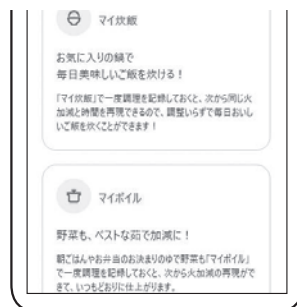 マイ炊飯
お気に入りの鍋で
毎日美味しいご飯を炊ける！
「マイ炊飯」で一度調理を記録しておくと、次から同じ火
加減と時間を再現できるので、調整いらずで毎日おいし
いご飯を炊くことができます！
マイボイル
野菜も、ベストな茹で加減に！
朝ごはんやお弁当のお決まりのゆで野菜も「マイボイル」
で一度調理を記録しておくと、次から火加減の再現がで
きて、いつもどおりに仕上がります。